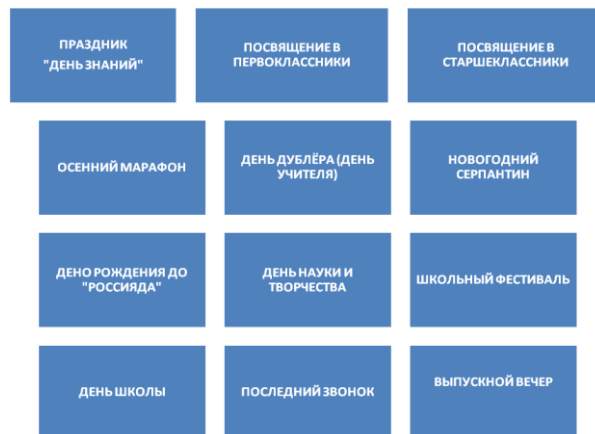 ПРАЗДНИК
"ДЕНЬ ЗНАНИЙ"
ПОСВЯЩЕНИЕ В
ПЕРВОКЛАССНИКИ
ПОСВЯЩЕНИЕ В
СТАРШЕКЛАССНИКИ
ОСЕННИЙ МАРАФОН
ДЕНЬ ДУБЛЁРА (ДЕНЬ
УЧИТЕЛЯ)
НОВОГОДНИЙ
СЕРПАНТИН
ДЕНО РОЖДЕНИЯ ДО
"РОССИЯДА"
ДЕНЬ НАУКИ И
ТВОРЧЕСТВА
ШКОЛЬНЫЙ ФЕСТИВАЛЬ
ДЕНЬ ШКОЛЫ
ПОСЛЕДНИЙ ЗВОНОК
ВЫПУСКНОЙ ВЕЧЕР